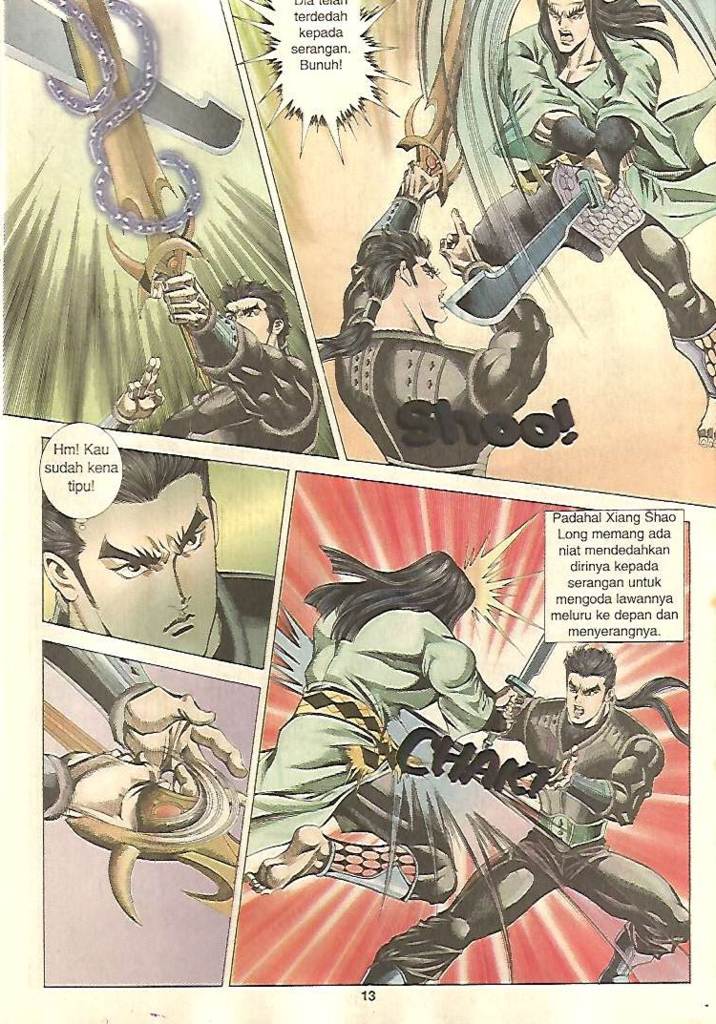 Dia telah
terdedah
kepada
serangan.
Bunuh!
Shoo!
Hm! Kau
sudah kena
tipu!
Padahal Xiang Shao
Long memang ada
niat mendedahkan
dirinya kepada
serangan untuk
mengoda lawannya
meluru ke depan dan
menyerangnya.
CHAK!
13